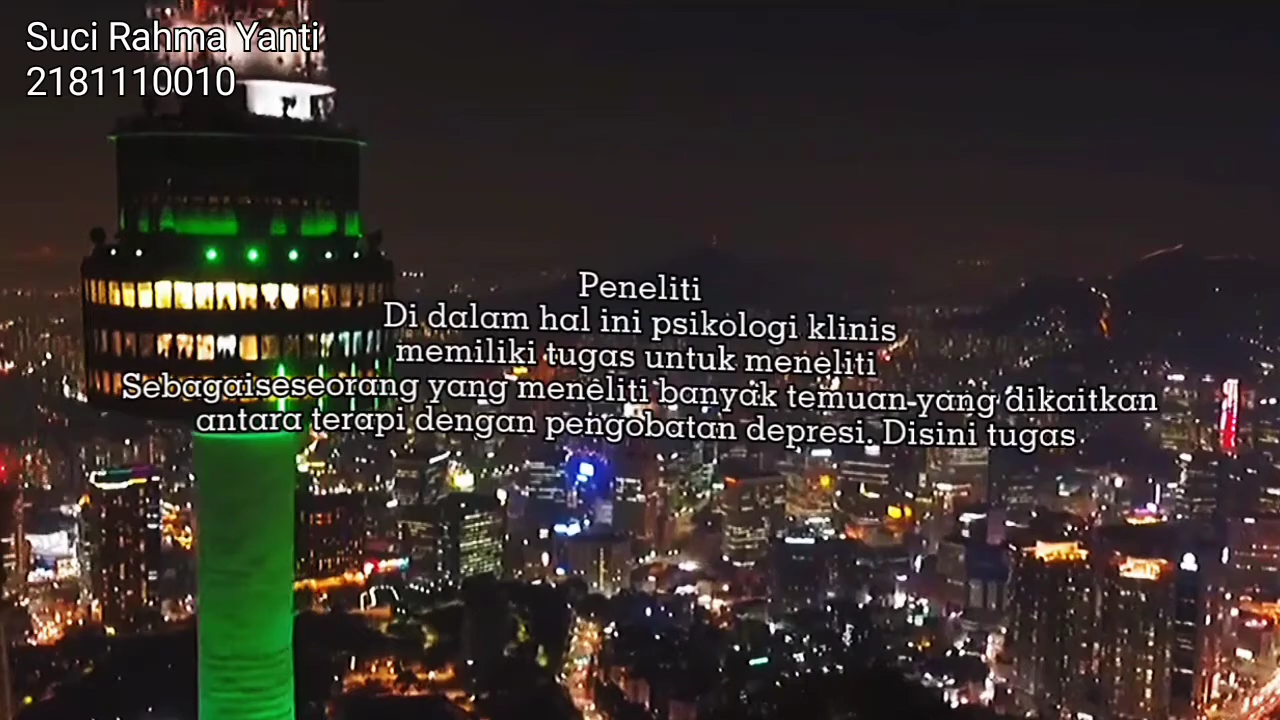 Suci Rahma Yanti
2181110010
Peneliti
Di dalam hal ini psikologi klinis
memiliki tugas untuk meneliti
Sebagaiseseorang yang meneliti banyak temuan yang dikaitkan
antara terapi dengan pengobatan depresi. Disini tugas